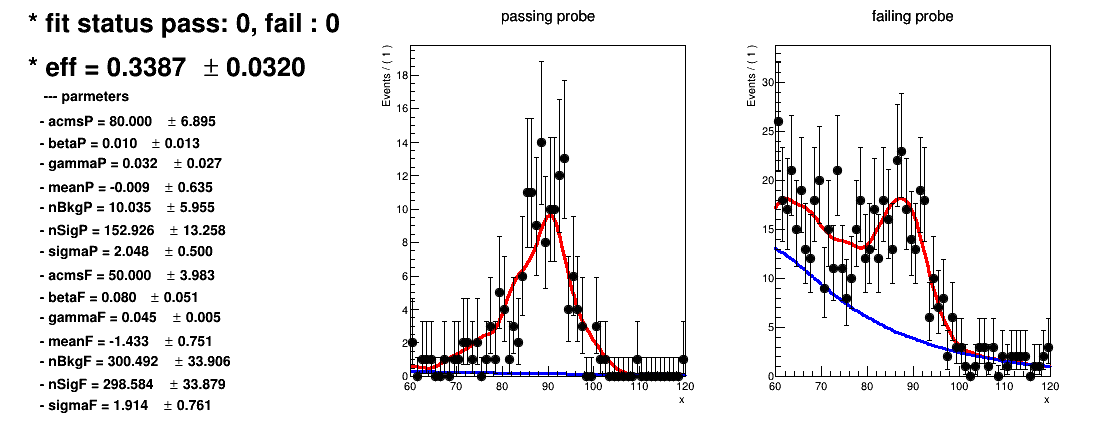 * fit status pass: 0, fail : 0
* eff = 0.3387 ± 0.0320
--- parmeters
- acmsP = 80.000 ± 6.895
- betaP = 0.010 ± 0.013
- gammaP = 0.032 ± 0.027
- meanP = -0.009 ± 0.635
- nBkgP = 10.035 ± 5.955
- nSigP = 152.926 ± 13.258
- sigmaP = 2.048 ± 0.500
- acmsF = 50.000 ± 3.983
- betaF = 0.080 ± 0.051
- gammaF = 0.045 ± 0.005
- meanF = -1.433 ± 0.751
- nBkgF = 300.492 ± 33.906
- nSigF = 298.584 ± 33.879
- sigmaF = 1.914 ± 0.761
passing probe
Events / ( 1 )
18
16
14
12
10
8
6
4
2
0
60 70 80 90 100 110 120
x
failing probe
Events / ( 1 )
30
25
20
15
10
5
0
60 70 80 90 100 110 120
x